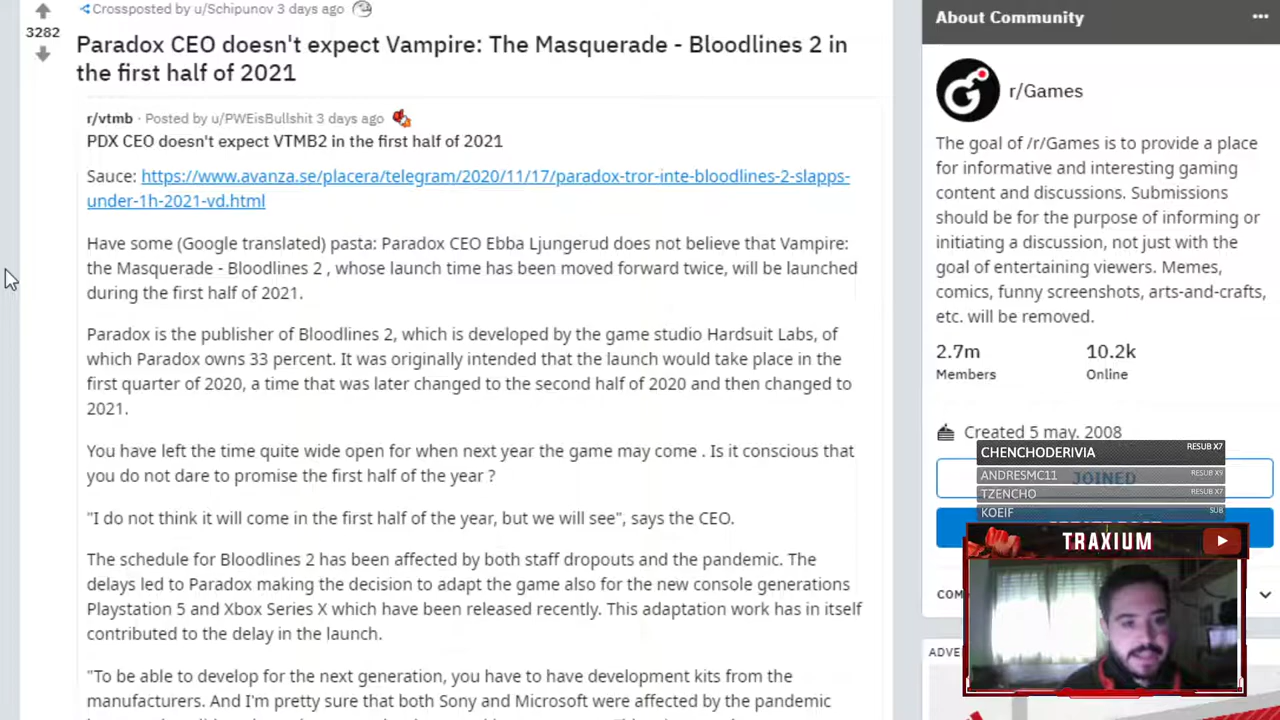 Crossposted by u/Schipunov 3 days ago
3282
Paradox CEO doesn't expect Vampire: The Masquerade - Bloodlines 2 in
the first half of 2021
r/vtmb · Posted by u/PWEisBullshit 3 days ago
PDX CEO doesn't expect VTMB2 in the first half of 2021
Sauce: https://www.avanza.se/placera/telegram/2020/11/17/paradox-tror-inte-bloodlines-2-slapps-
under-1h-2021-vd.html
Have some (Google translated) pasta: Paradox CEO Ebba Ljungerud does not believe that Vampire:
the Masquerade - Bloodlines 2 , whose launch time has been moved forward twice, will be launched
during the first half of 2021.
Paradox is the publisher of Bloodlines 2, which is developed by the game studio Hardsuit Labs, of
which Paradox owns 33 percent. It was originally intended that the launch would take place in the
first quarter of 2020, a time that was later changed to the second half of 2020 and then changed to
2021.
You have left the time quite wide open for when next year the game may come . Is it conscious that
you do not dare to promise the first half of the year ?
"I do not think it will come in the first half of the year, but we will see", says the CEO.
The schedule for Bloodlines 2 has been affected by both staff dropouts and the pandemic. The
delays led to Paradox making the decision to adapt the game also for the new console generations
Playstation 5 and Xbox Series X which have been released recently. This adaptation work has in itself
contributed to the delay in the launch.
"To be able to develop for the next generation, you have to have development kits from the
manufacturers. And I'm pretty sure that both Sony and Microsoft were affected by the pandemic
About Community
r/Games
The goal of /r/Games is to provide a place
for informative and interesting gaming
content and discussions. Submissions
should be for the purpose of informing or
initiating a discussion, not just with the
goal of entertaining viewers. Memes,
comics, funny screenshots, arts-and-crafts,
etc. will be removed.
2.7m 10.2k
Members Online
Created 5 may. 2008
CHENCHODERIVIA RESUB X7
ANDRESMC11 RESUB X9
JOINED
TZENCHO RESUB X7
KOEIF SUB
TRAXIUM
COM
ADVE